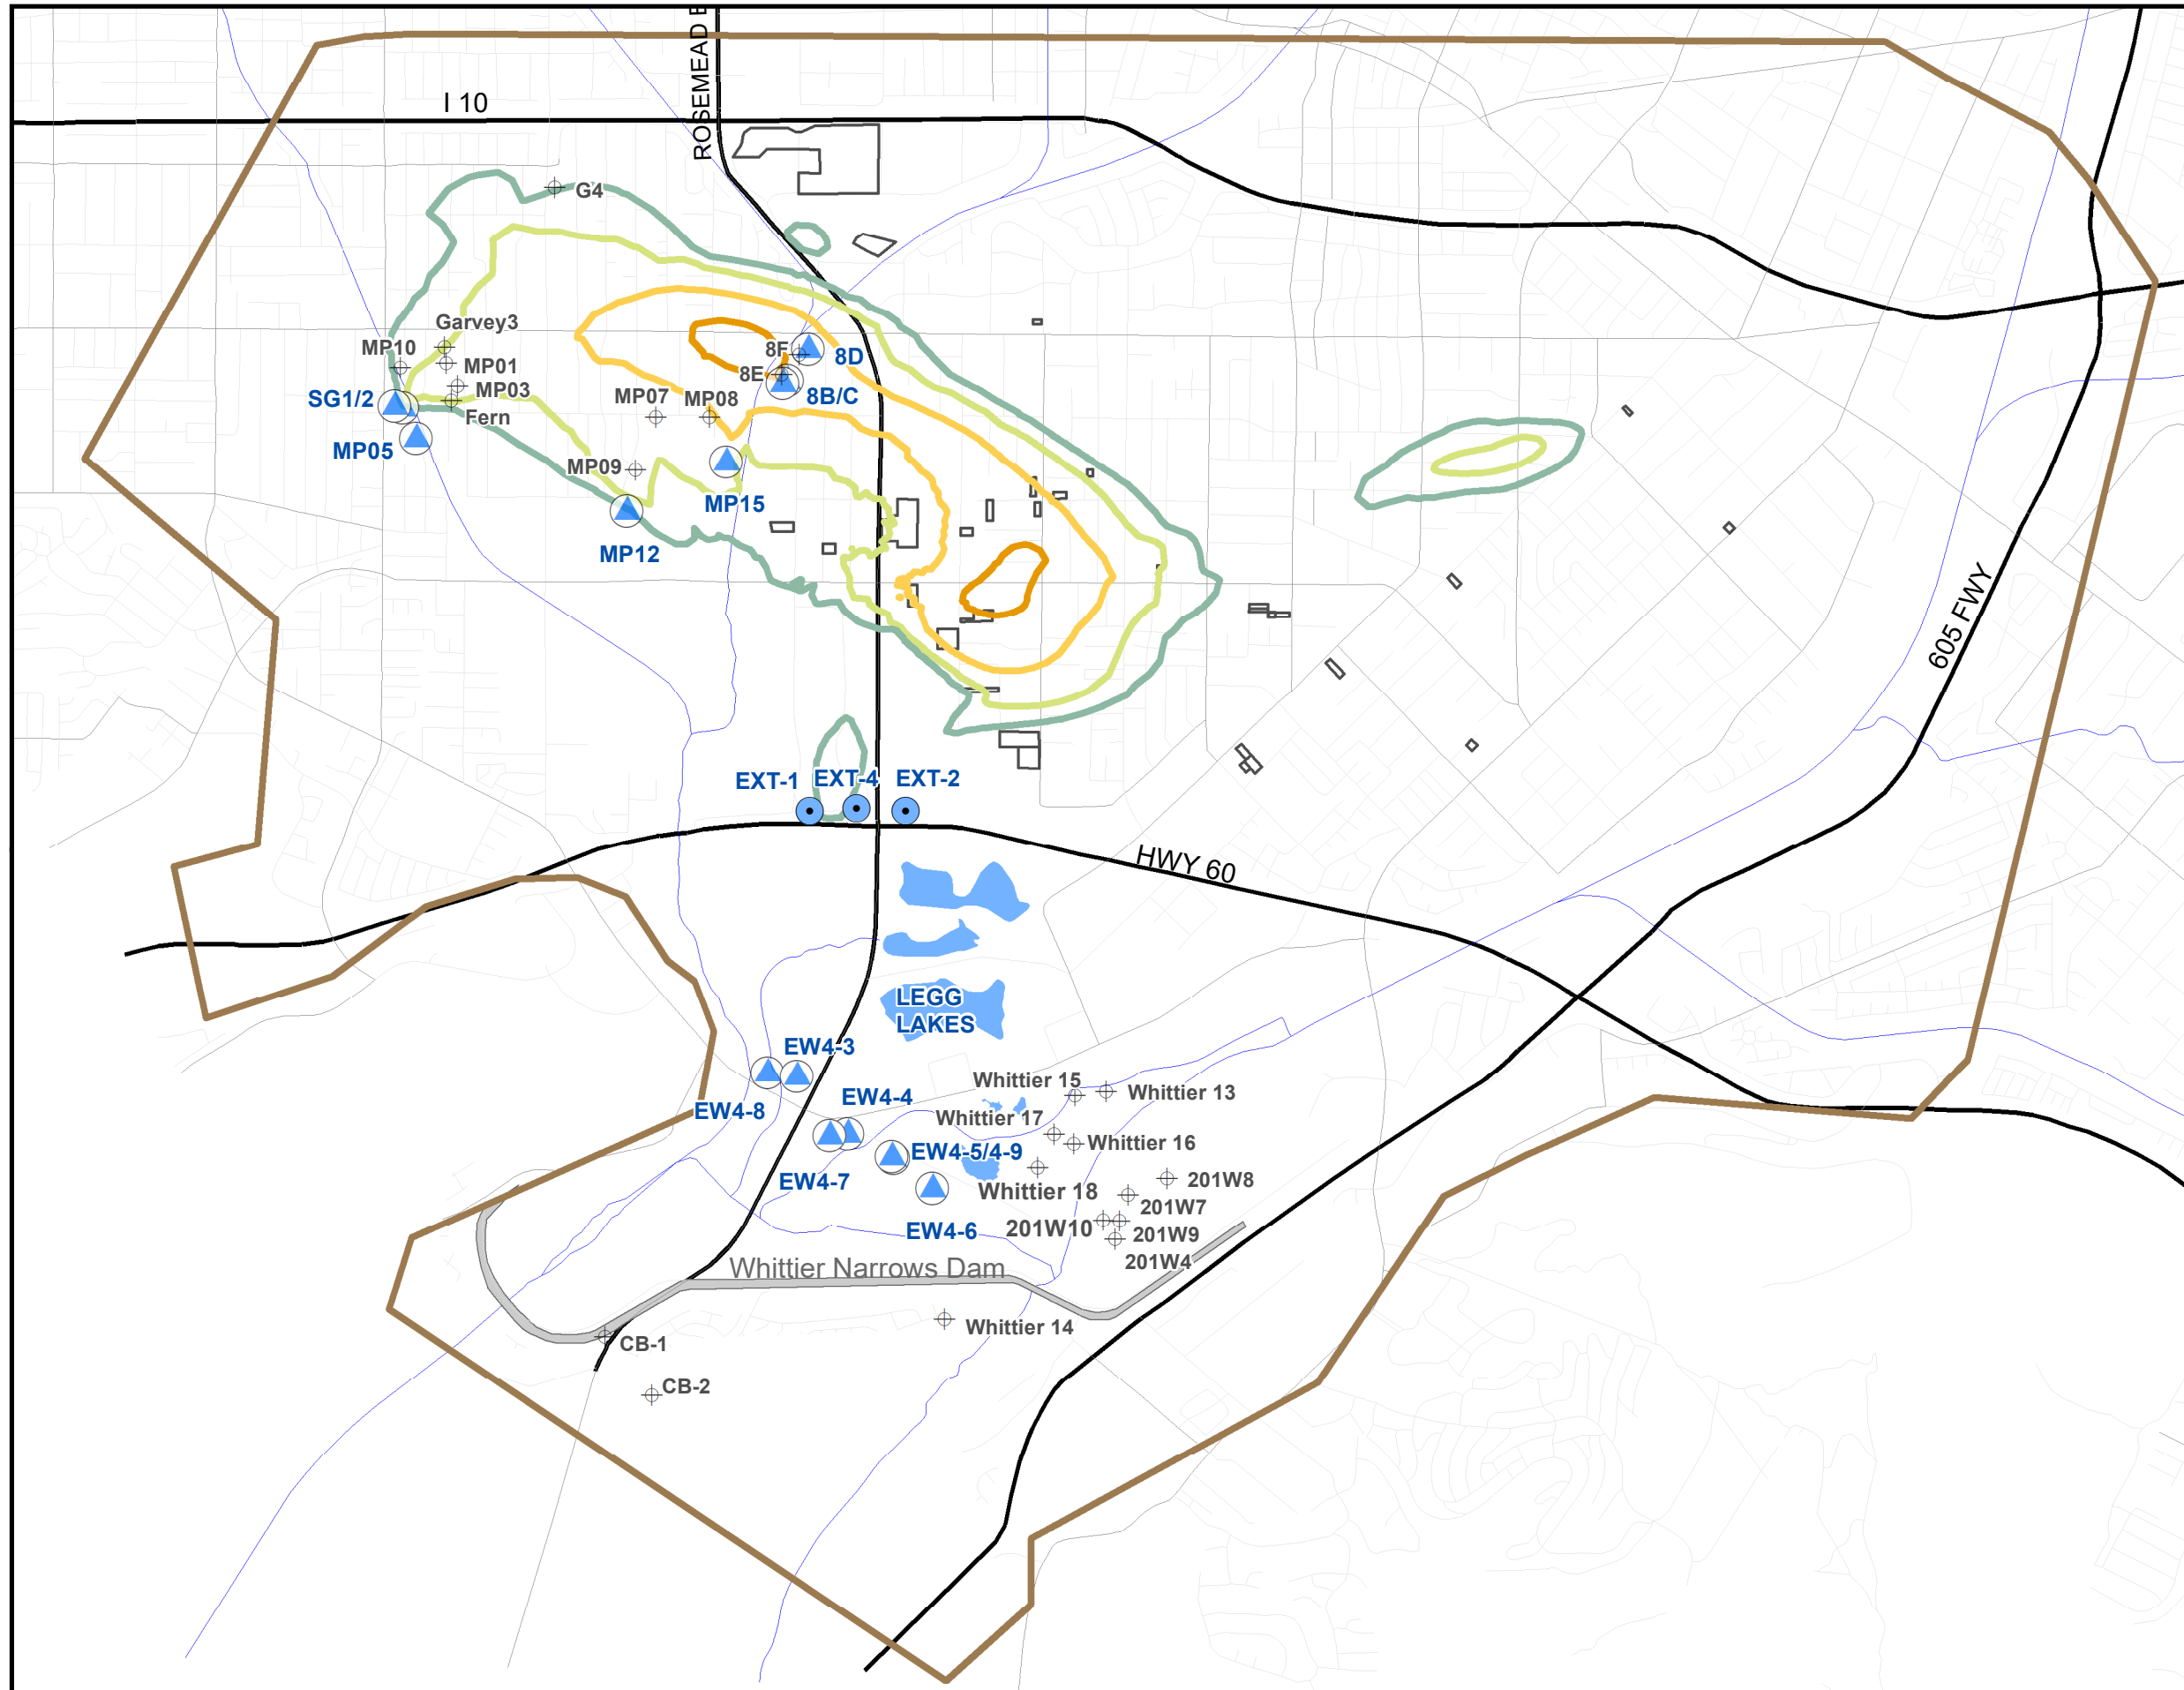 I 10
ROSEMEAD
G4
Garvey3
MP10
MP01
MP03
SG1/2
Fern
MP05
MP07
MP08
8F
8D
8E
8B/C
MP09
MP15
MP12
605 FWY
EXT-1
EXT-4
EXT-2
HWY 60
LEGG
LAKES
EW4-3
EW4-8
EW4-4
Whittier 15
Whittier 13
Whittier 17
Whittier 16
EW4-5/4-9
EW4-7
Whittier 18
201W8
201W7
EW4-6
201W10
201W9
201W4
Whittier Narrows Dam
Whittier 14
CB-1
CB-2